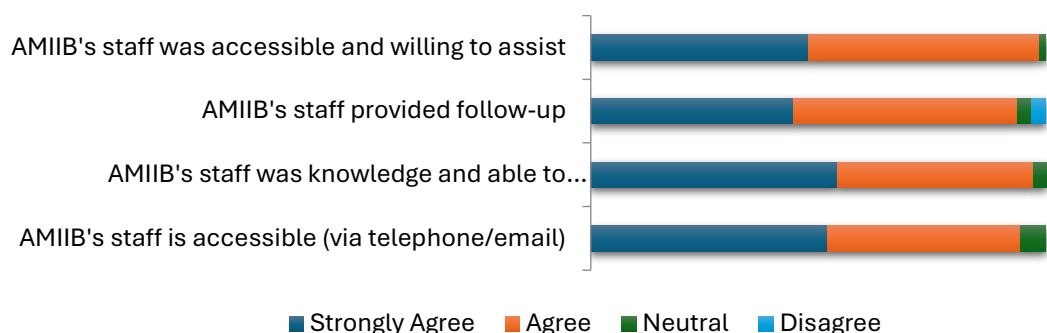 AMIIB's staff was accessible and willing to assist
AMIIB's staff provided follow-up
AMIIB's staff was knowledge and able to...
AMIIB's staff is accessible (via telephone/email)
Strongly Agree Agree Neutral Disagree